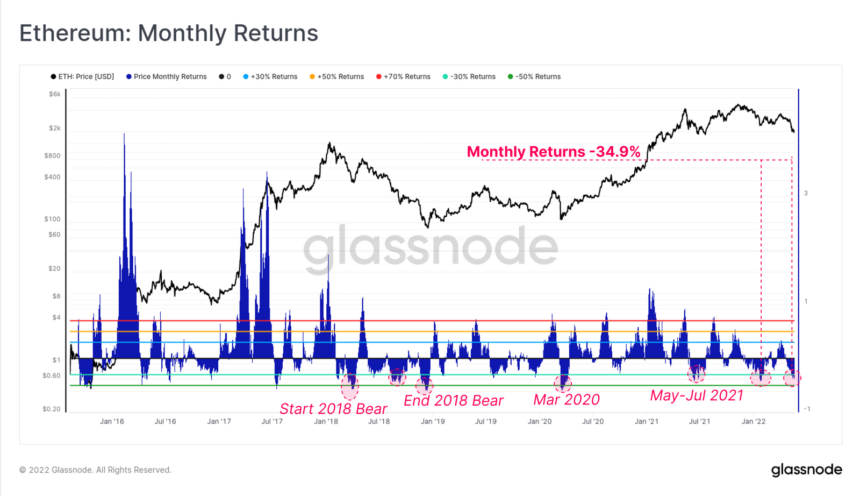 Ethereum: Monthly Returns
ETH: Price [USD] Price Monthly Returns 0 +30% Returns +50% Returns +70% Returns -30% Returns -50% Returns
$6k
$2k
$800
$400
$100
$60
$20
$8
$4
$1
$0.60
$0.20
3
1
-1
Monthly Returns -34.9%
glassnode
Start 2018 Bear
End 2018 Bear
Mar 2020
May-Jul 2021
Jan '16 Jul '16 Jan '17 Jul '17 Jan '18 Jul '18 Jan '19 Jul '19 Jan '20 Jul '20 Jan '21 Jul '21 Jan '22
© 2022 Glassnode. All Rights Reserved.
glassnode